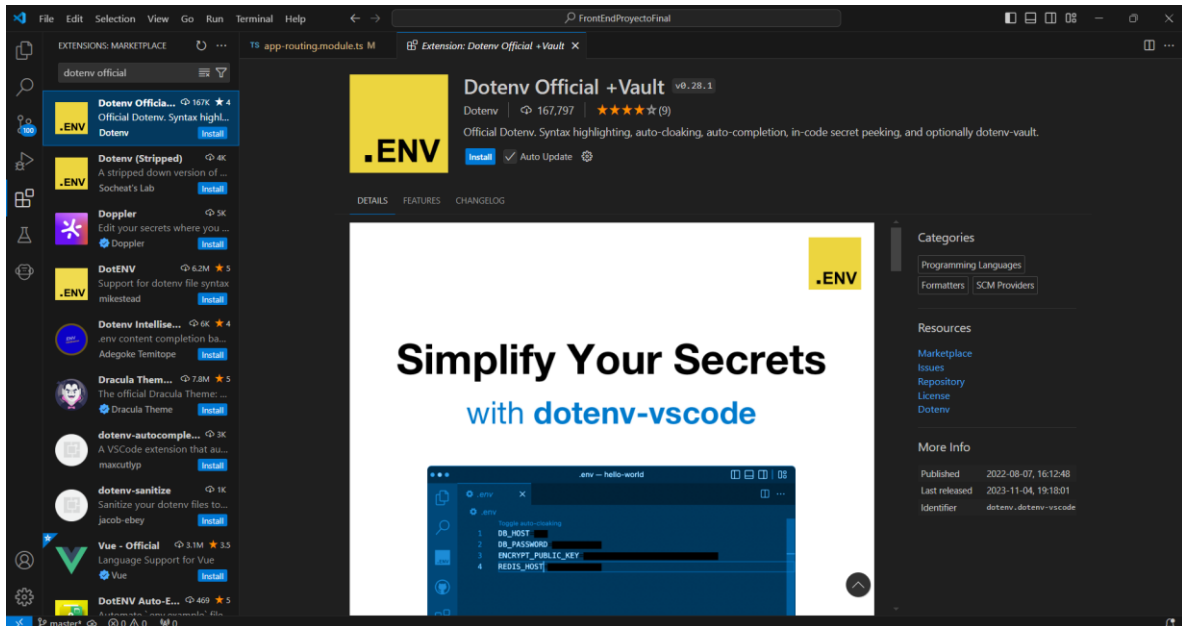 File Edit Selection View Go Run Terminal Help
FrontEndProyectoFinal
EXTENSIONS: MARKETPLACE
dotenv official
Dotenv Officia... 167K ★ 4
Official Dotenv. Syntax highl...
Dotenv Install
.ENV
Dotenv (Stripped) 4K
A stripped down version of ...
Socheat's Lab Install
.ENV
Doppler 5K
Edit your secrets where you ...
Doppler Install
DotENV 6.2M ★ 5
Support for dotenv file syntax
mikestead Install
.ENV
Dotenv Intellise... 6K ★ 4
.env content completion ba...
Adegoke Temitope Install
Dracula Them... 7.8M ★ 5
The official Dracula Theme: ...
Dracula Theme Install
dotenv-autocomple... 3K
A VSCode extension that au...
maxcutlyp Install
dotenv-sanitize 1K
Sanitize your dotenv files to...
jacob-ebey Install
Vue - Official 3.1M ★ 3.5
Language Support for Vue
Vue Install
DotENV Auto-E... 469 ★ 5
100
TS app-routing.module.ts M
Extension: Dotenv Official +Vault ×
.ENV
Dotenv Official +Vault v0.28.1
Dotenv 167,797 ★★★★☆ (9)
Official Dotenv. Syntax highlighting, auto-cloaking, auto-completion, in-code secret peeking, and optionally dotenv-vault.
Install Auto Update
DETAILS FEATURES CHANGELOG
.ENV
Simplify Your Secrets
with dotenv-vscode
.env — hello-world
.env ×
.env
Toggle auto-cloaking
1 DB_HOST
2 DB_PASSWORD
3 ENCRYPT_PUBLIC_KEY
4 REDIS_HOST
Categories
Programming Languages
Formatters SCM Providers
Resources
Marketplace
Issues
Repository
License
Dotenv
More Info
Published 2022-08-07, 16:12:48
Last released 2023-11-04, 19:18:01
Identifier dotenv.dotenv-vscode
master* 0 0 0